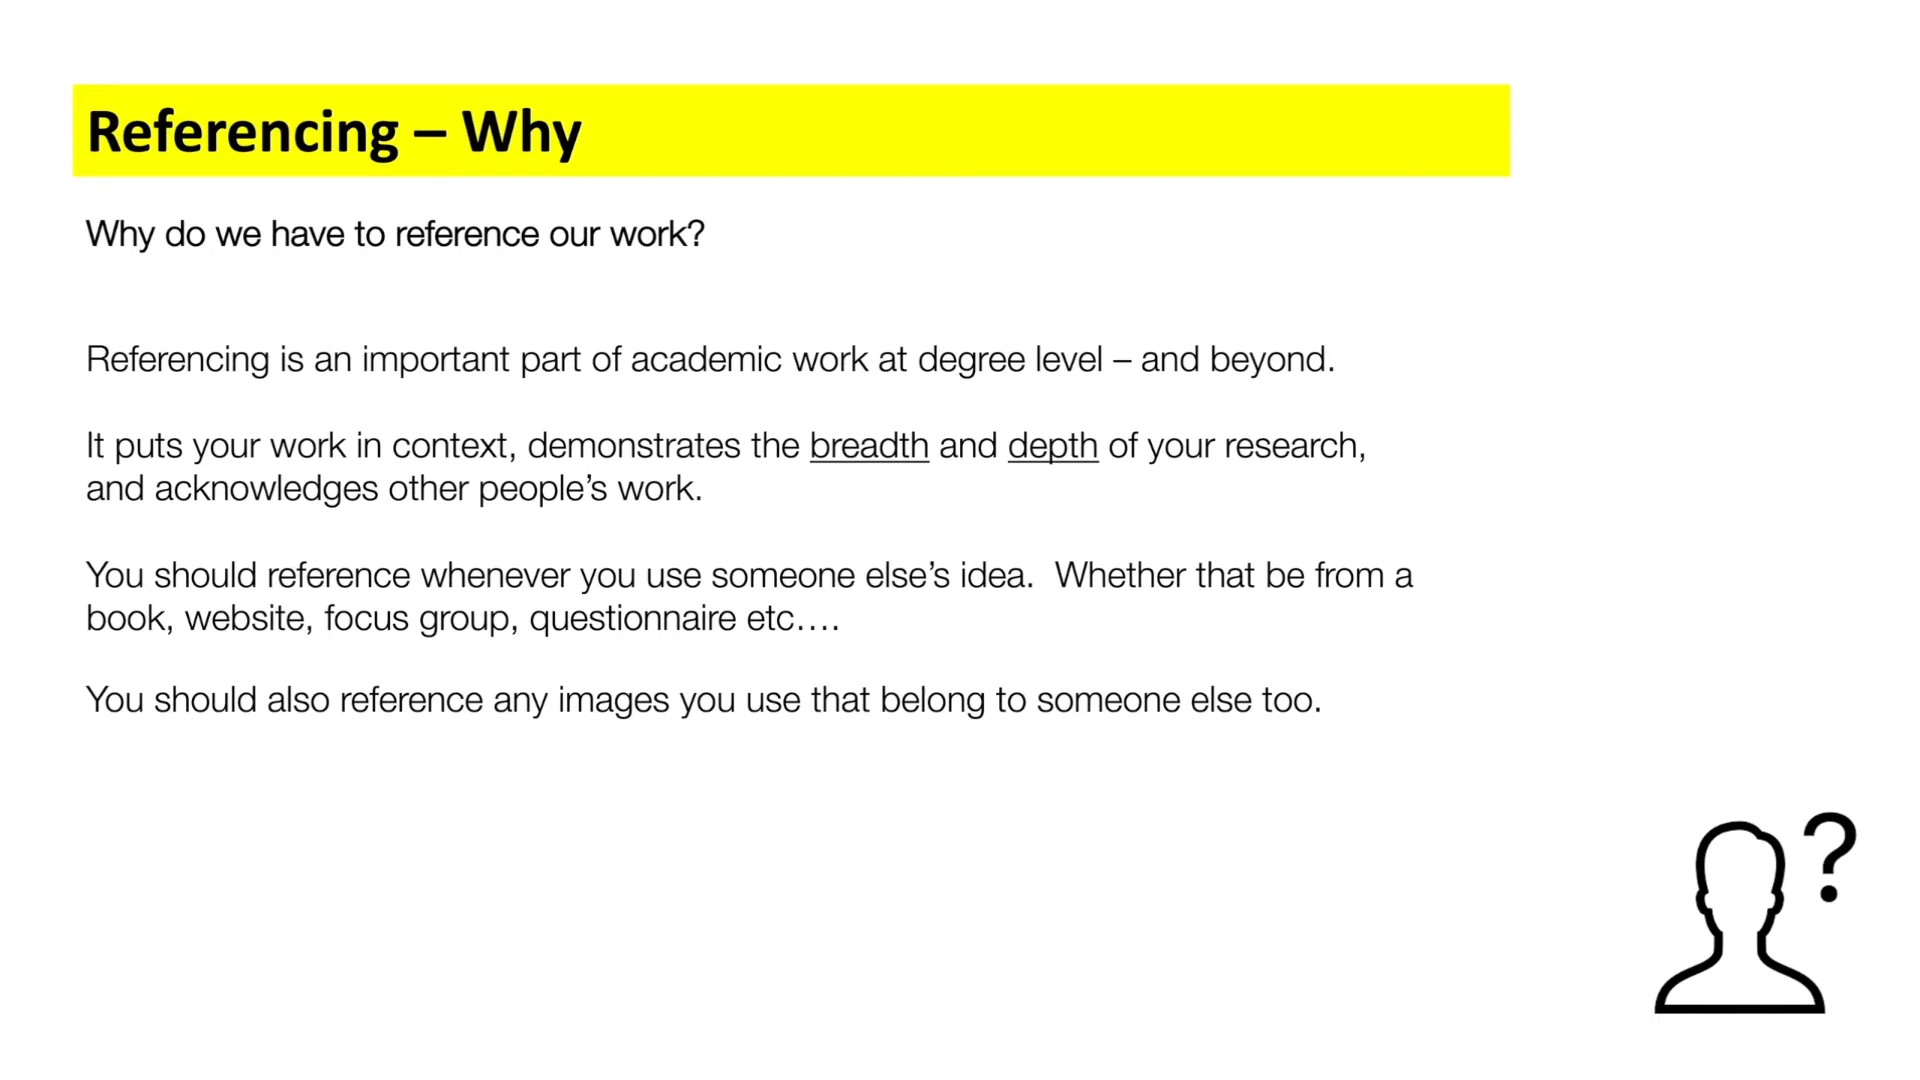 Referencing – Why
Why do we have to reference our work?
Referencing is an important part of academic work at degree level – and beyond.
It puts your work in context, demonstrates the breadth and depth of your research,
and acknowledges other people’s work.
You should reference whenever you use someone else’s idea.  Whether that be from a
book, website, focus group, questionnaire etc….
You should also reference any images you use that belong to someone else too.
?